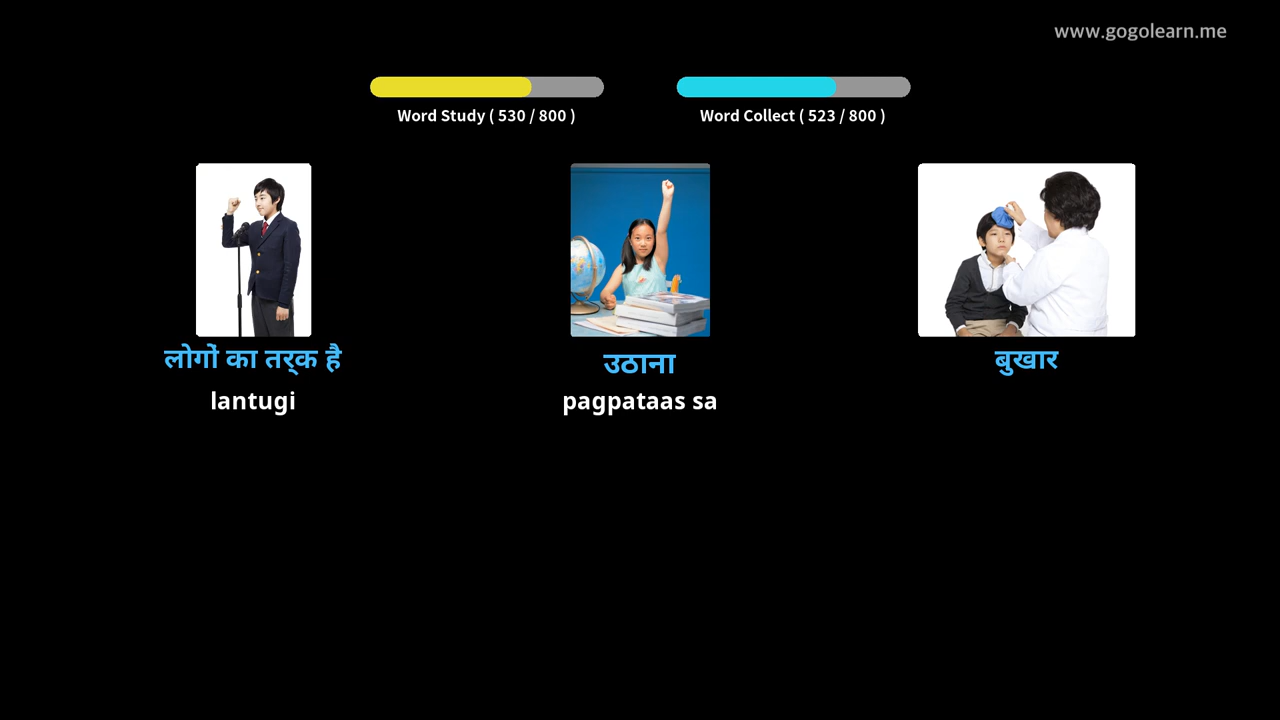 www.gogolearn.me
Word Study ( 530 / 800 )
Word Collect ( 523 / 800 )
लोगों का तर्क है
उठाना
बुखार
lantugi
pagpataas sa